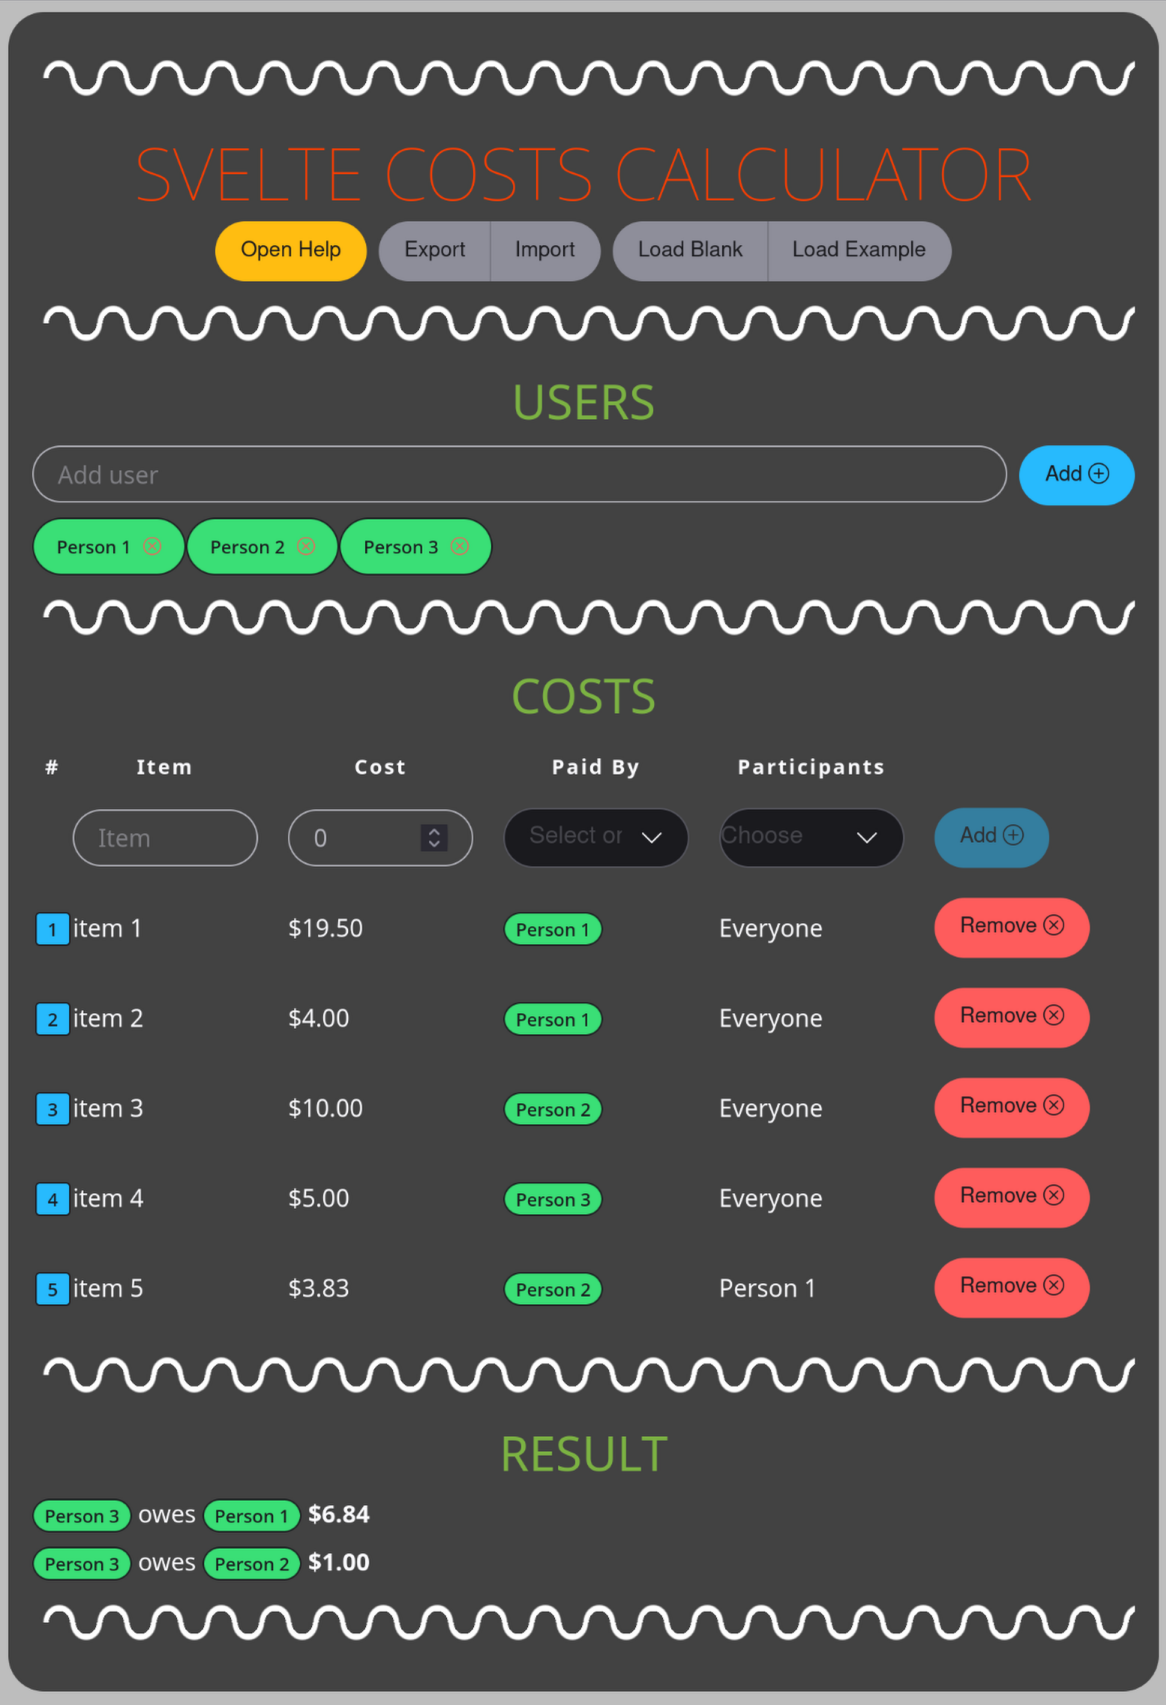 SVELTE COSTS CALCULATOR
Open Help Export Import Load Blank Load Example
USERS
Add user Add
Person 1 Person 2 Person 3
COSTS
# Item Cost Paid By Participants
Item 0 Select or Choose Add
1 item 1 $19.50 Person 1 Everyone Remove
2 item 2 $4.00 Person 1 Everyone Remove
3 item 3 $10.00 Person 2 Everyone Remove
4 item 4 $5.00 Person 3 Everyone Remove
5 item 5 $3.83 Person 2 Person 1 Remove
RESULT
Person 3 owes Person 1 $6.84
Person 3 owes Person 2 $1.00